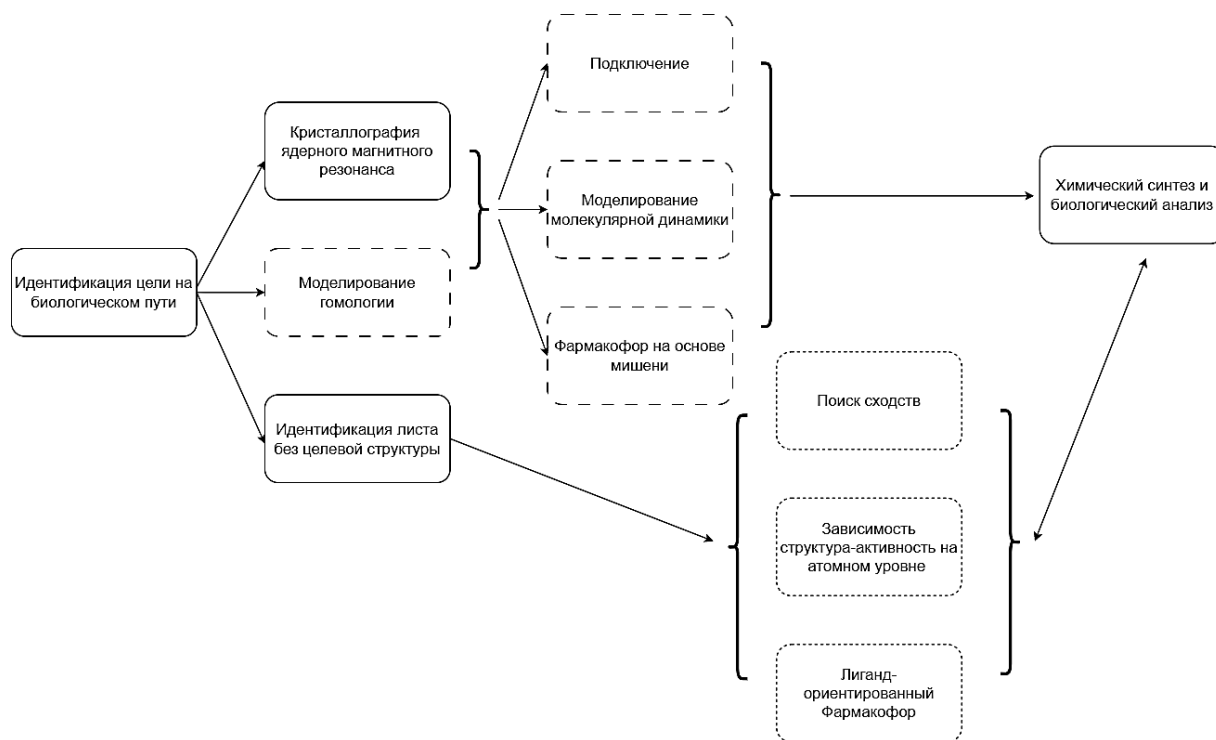 Идентификация цели на
биологическом пути
Кристаллография
ядерного магнитного
резонанса
Моделирование
гомологии
Идентификация листа
без целевой структуры
Подключение
Моделирование
молекулярной динамики
Фармакофор на основе
мишени
Поиск сходств
Зависимость
структура-активность на
атомном уровне
Лиганд-
ориентированный
Фармакофор
Химический синтез и
биологический анализ